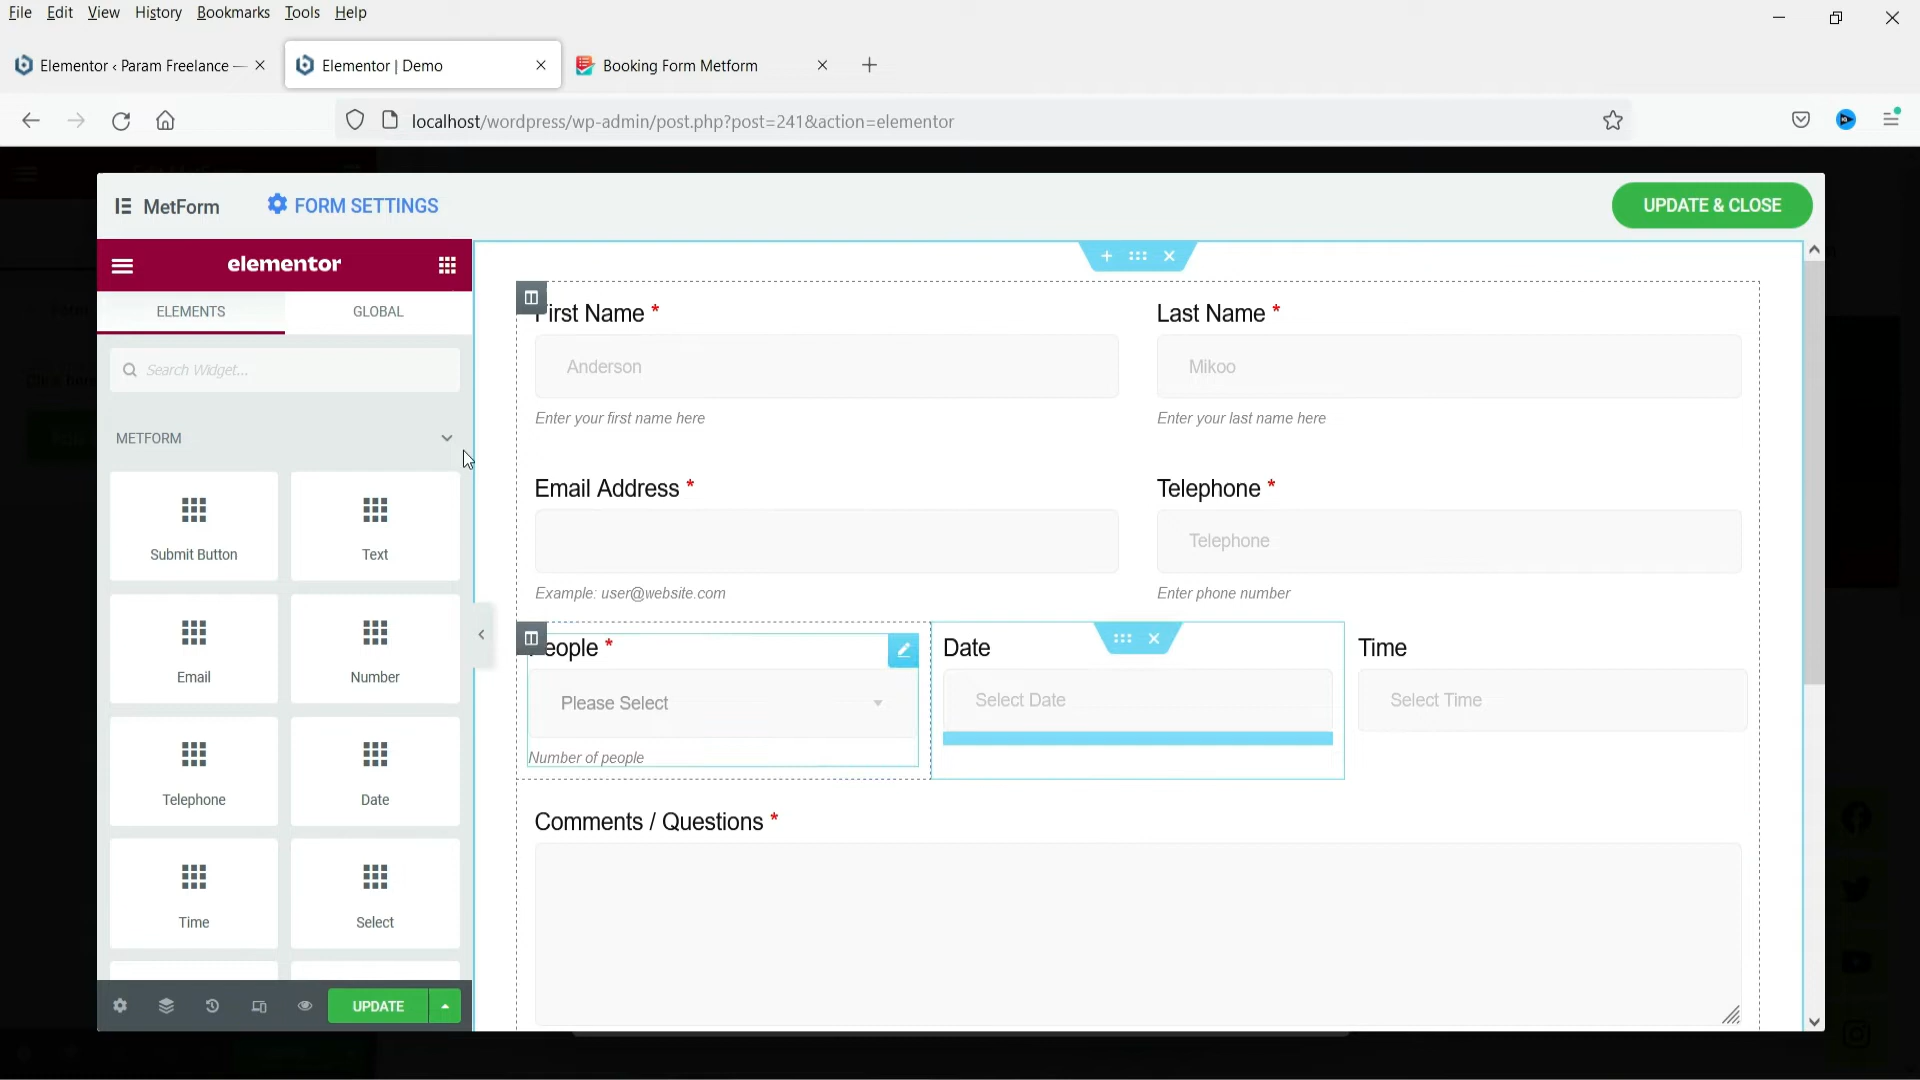 File Edit View History Bookmarks Tools Help
Elementor ‹ Param Freelance —
Elementor | Demo
Booking Form Metform
localhost/wordpress/wp-admin/post.php?post=241&action=elementor
MetForm
FORM SETTINGS
UPDATE & CLOSE
elementor
ELEMENTS
GLOBAL
Search Widget...
METFORM
Submit Button
Text
Email
Number
Telephone
Date
Time
Select
UPDATE
First Name *
Last Name *
Anderson
Mikoo
Enter your first name here
Enter your last name here
Email Address *
Telephone *
Telephone
Example: user@website.com
Enter phone number
People *
Date
Time
Please Select
Select Date
Select Time
Number of people
Comments / Questions *